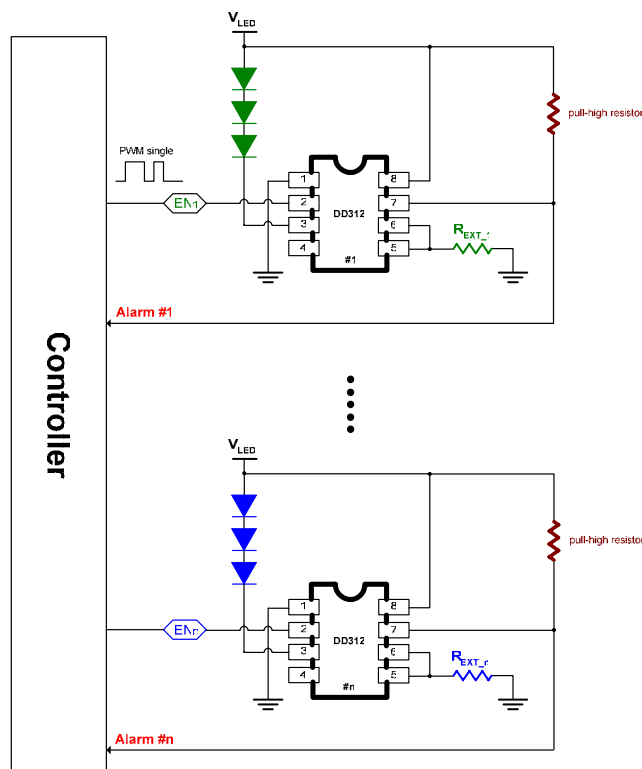 VLED
pull-high resistor
PWM single
EN1
1
2
3
4
8
7
6
5
DD312
#1
REXT_1
Alarm #1
Controller
VLED
pull-high resistor
ENn
1
2
3
4
8
7
6
5
DD312
#n
REXT_n
Alarm #n